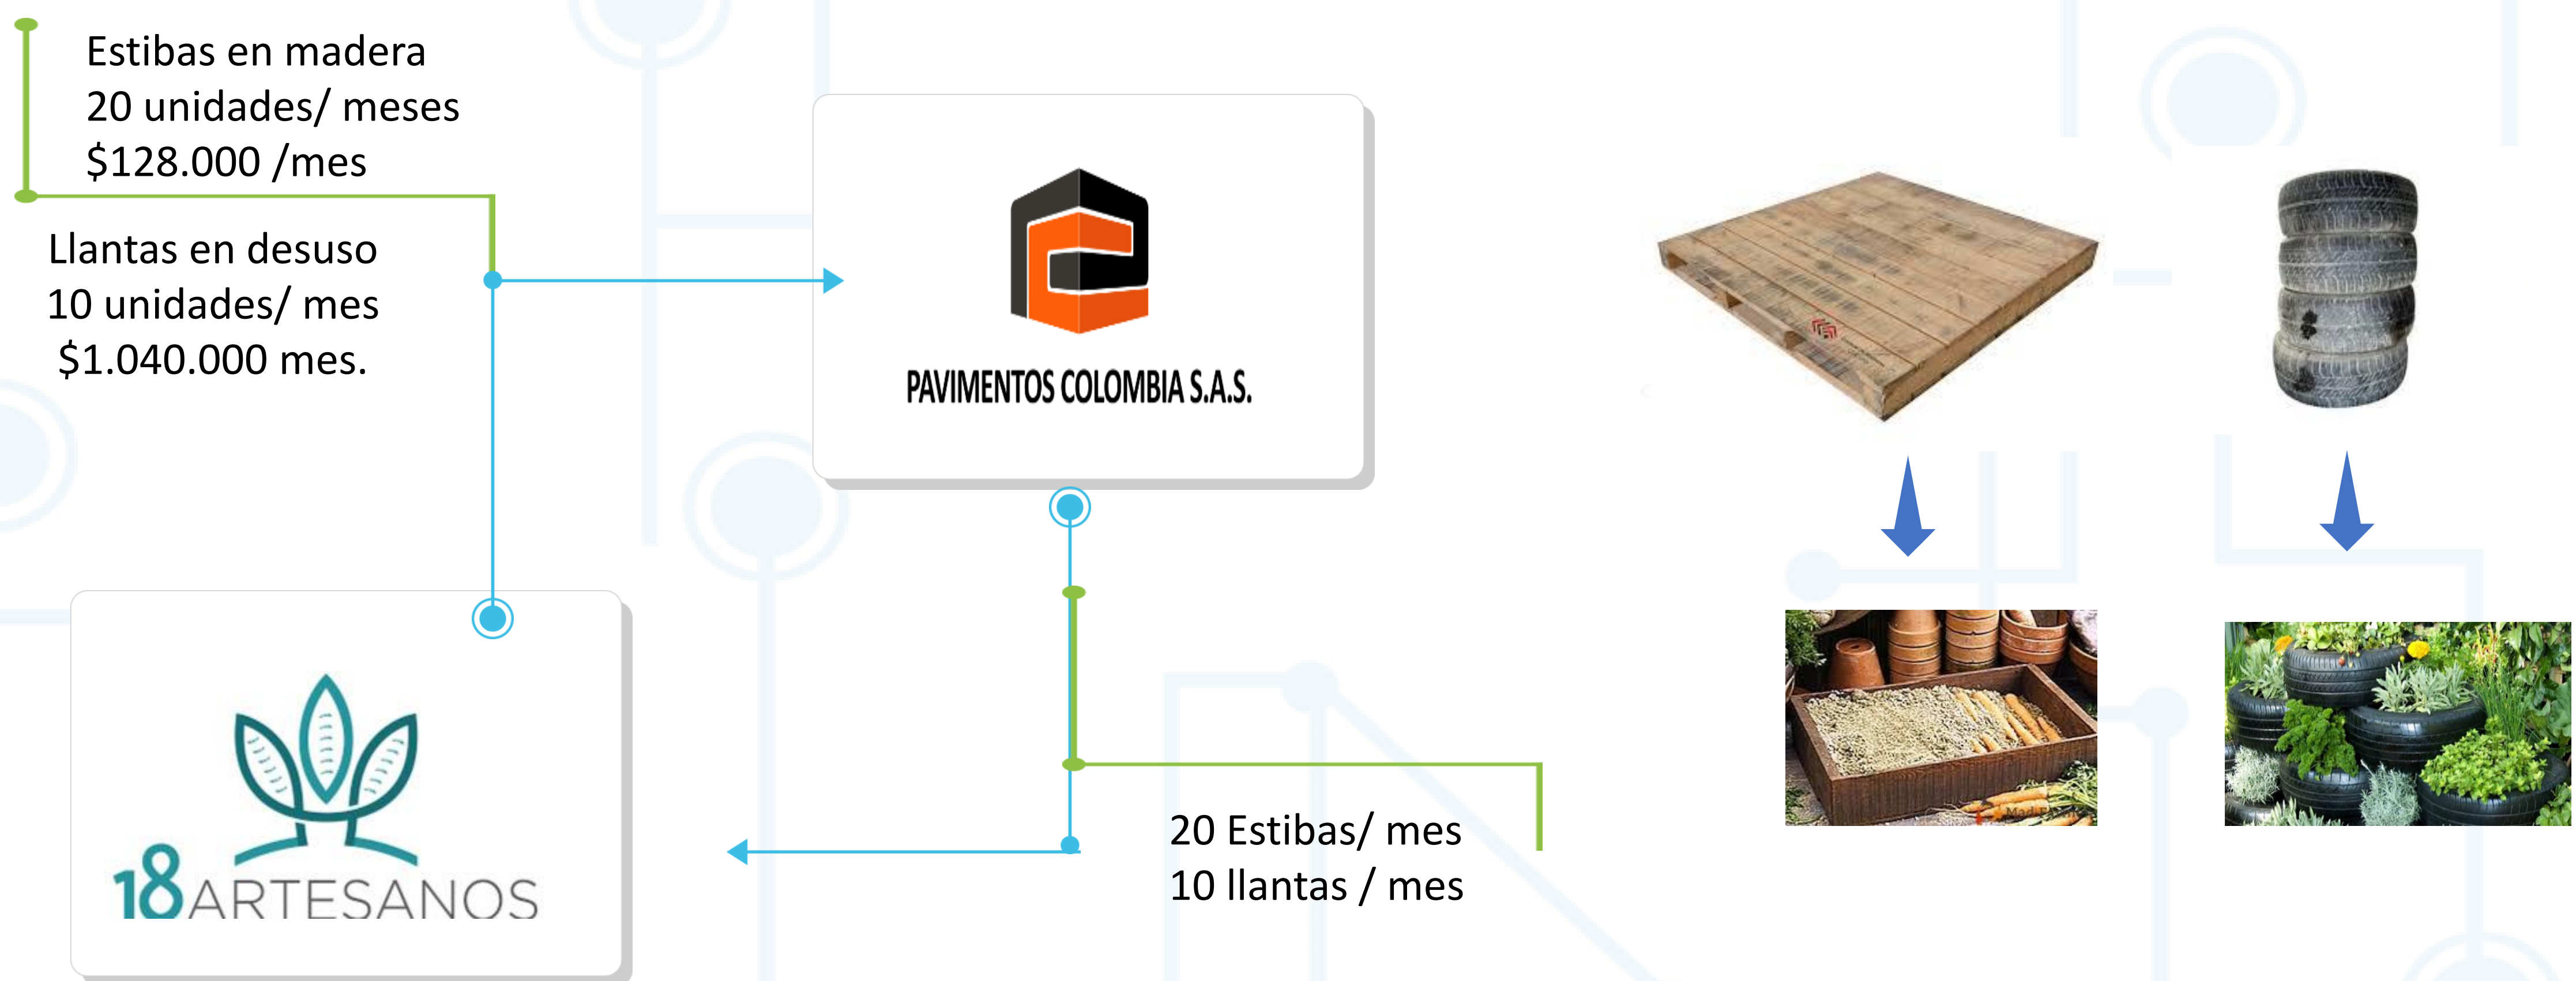 Estibas en madera
20 unidades/ meses
$128.000 /mes
Llantas en desuso
10 unidades/ mes
$1.040.000 mes.
PAVIMENTOS COLOMBIA S.A.S.
18ARTESANOS
20 Estibas/ mes
10 llantas / mes